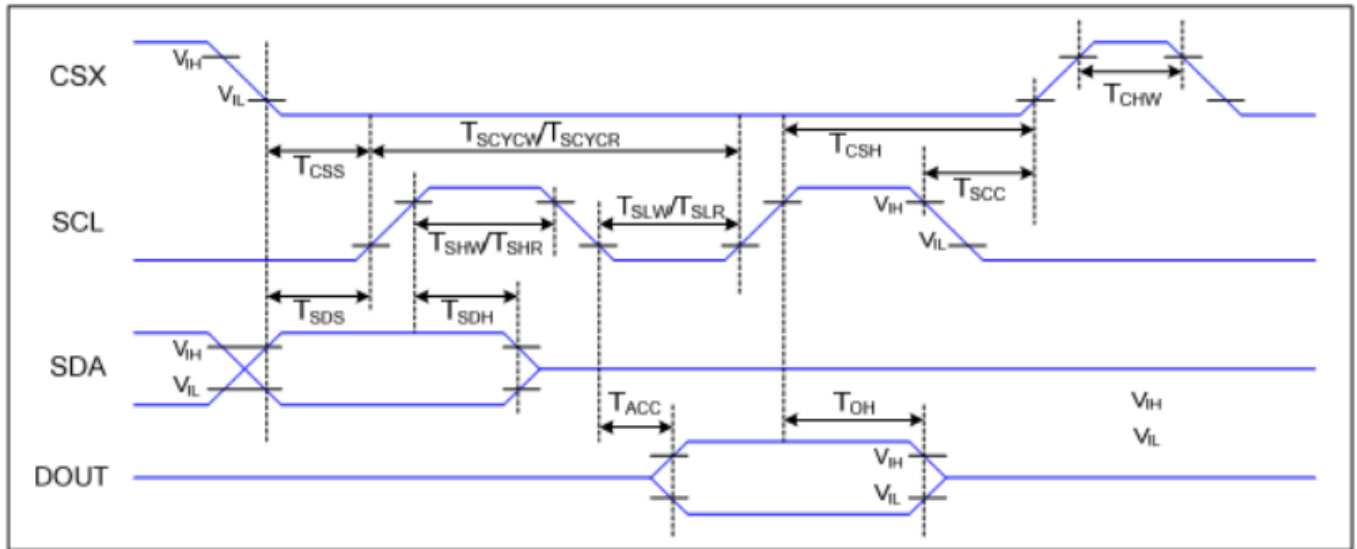 CSX
VIH
VIL
TCHW
TSCYCW/TSCYCR
TCSS
TCSH
TSCC
SCL
TSLW/TSLR
VIH
VIL
TSHW/TSHR
TSDS
TSDH
SDA
VIH
VIL
TACC
TOH
VIH
VIL
DOUT
VIH
VIL